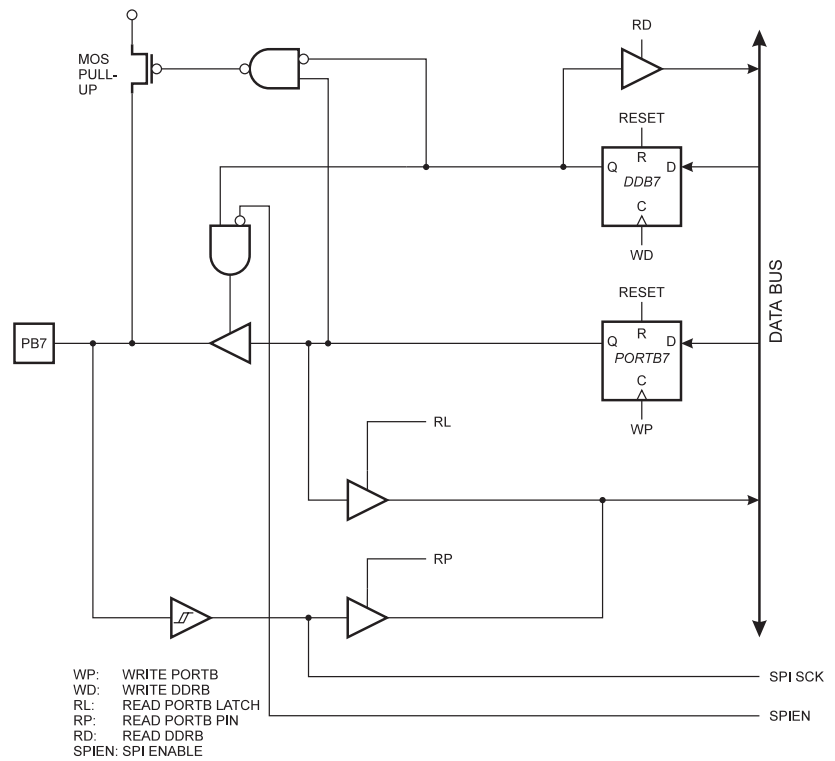 RD
MOS
PULL-
UP
RESET
R
Q
D
DDB7
C
WD
DATA BUS
RESET
R
PB7
Q
D
PORTB7
C
WP
RL
RP
WP: WRITE PORTB
WD: WRITE DDRB
RL: READ PORTB LATCH
RP: READ PORTB PIN
RD: READ DDRB
SPIEN: SPI ENABLE
SPI SCK
SPIEN